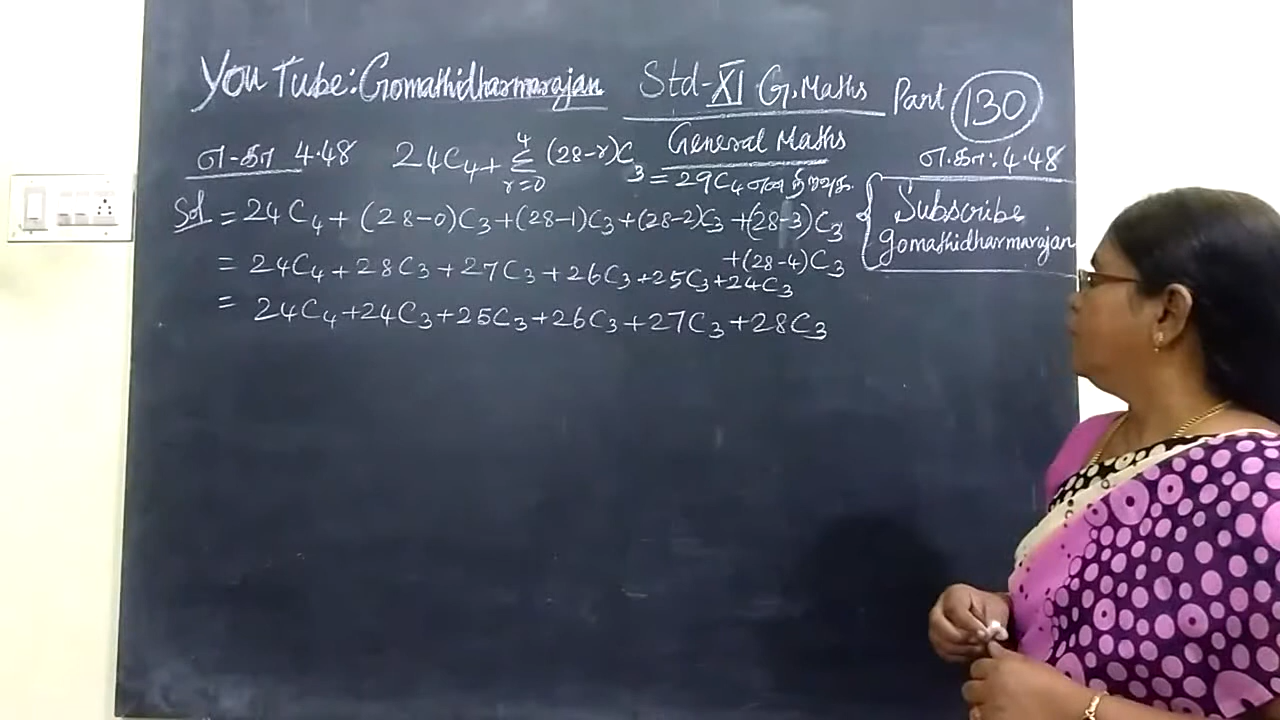 YouTube: Gomathidharmarajan Std-XI G.Maths Part 130
General Maths
எ-கா 4.48 24C₄ + ⁴Σᵣ₌₀ (28-r)C₃ = 29C₄ என நிறுவுக.
எ.கா: 4.48
Subscribe
gomathidharmarajan
Sol = 24C₄ + (28-0)C₃ + (28-1)C₃ + (28-2)C₃ + (28-3)C₃
+ (28-4)C₃
= 24C₄ + 28C₃ + 27C₃ + 26C₃ + 25C₃ + 24C₃
= 24C₄ + 24C₃ + 25C₃ + 26C₃ + 27C₃ + 28C₃